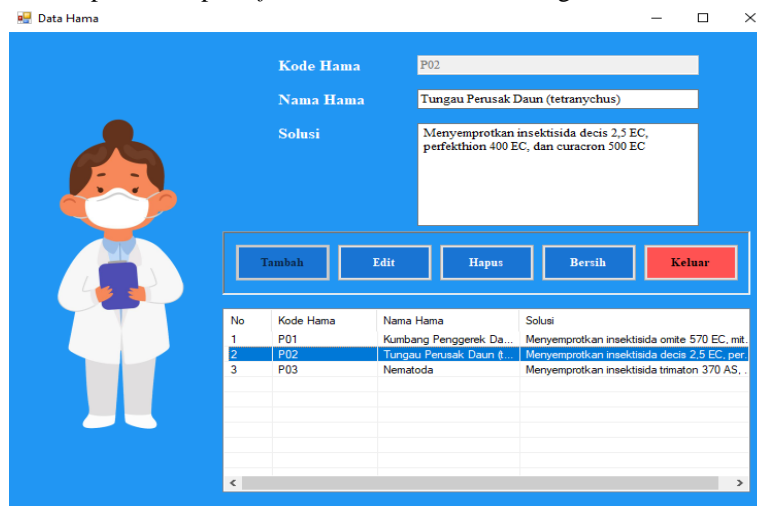 Data Hama
Kode Hama P02
Nama Hama Tungau Perusak Daun (tetranychus)
Solusi Menyemprotkan insektisida decis 2,5 EC,
perfekthion 400 EC, dan curacron 500 EC
Tambah Edit Hapus Bersih Keluar
No Kode Hama Nama Hama Solusi
1 P01 Kumbang Penggerek Da... Menyemprotkan insektisida omite 570 EC, mit...
2 P02 Tungau Perusak Daun (t... Menyemprotkan insektisida decis 2,5 EC, per...
3 P03 Nematoda Menyemprotkan insektisida trimaton 370 AS, ...